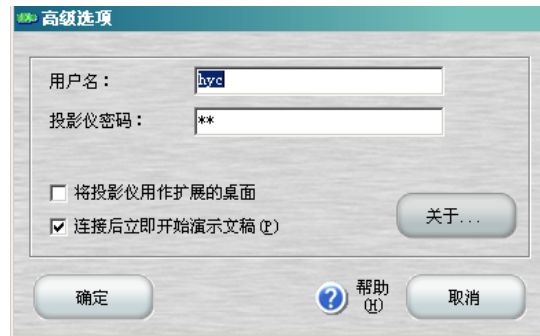 高级选项
用户名： hyc
投影仪密码： **
将投影仪用作扩展的桌面
连接后立即开始演示文稿(P)
关于...
确定
帮助
(H)
取消